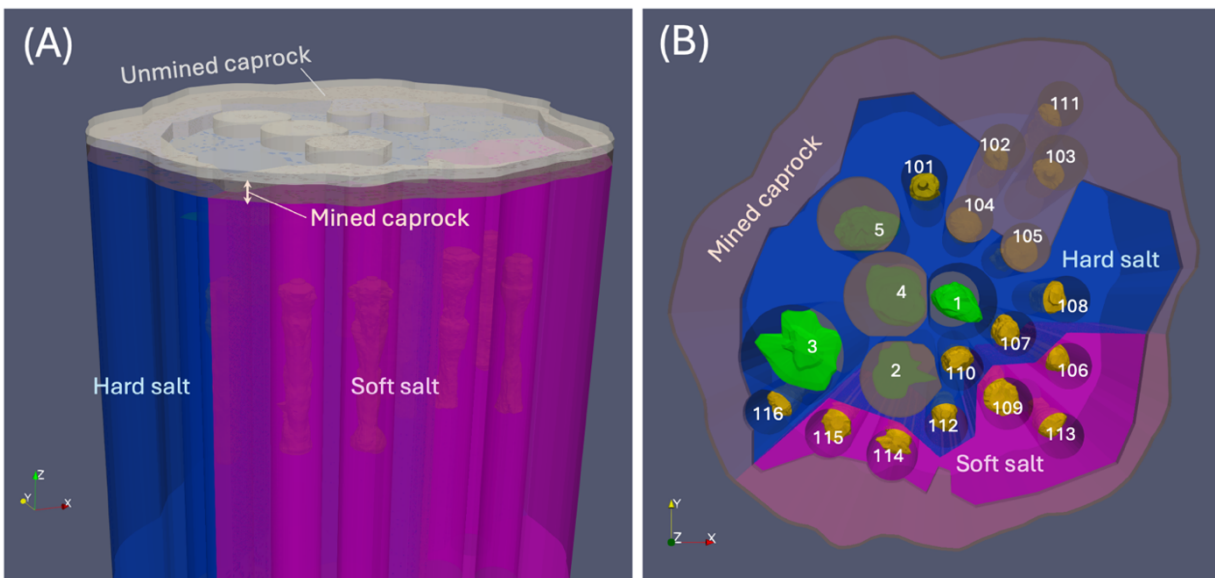 (A)
Unmined caprock
Mined caprock
Hard salt
Soft salt
Z
Y
X
(B)
Mined caprock
111
102
103
101
104
105
5
Hard salt
4
1
108
3
107
2
110
106
116
109
112
113
115
114
Soft salt
Y
Z
X